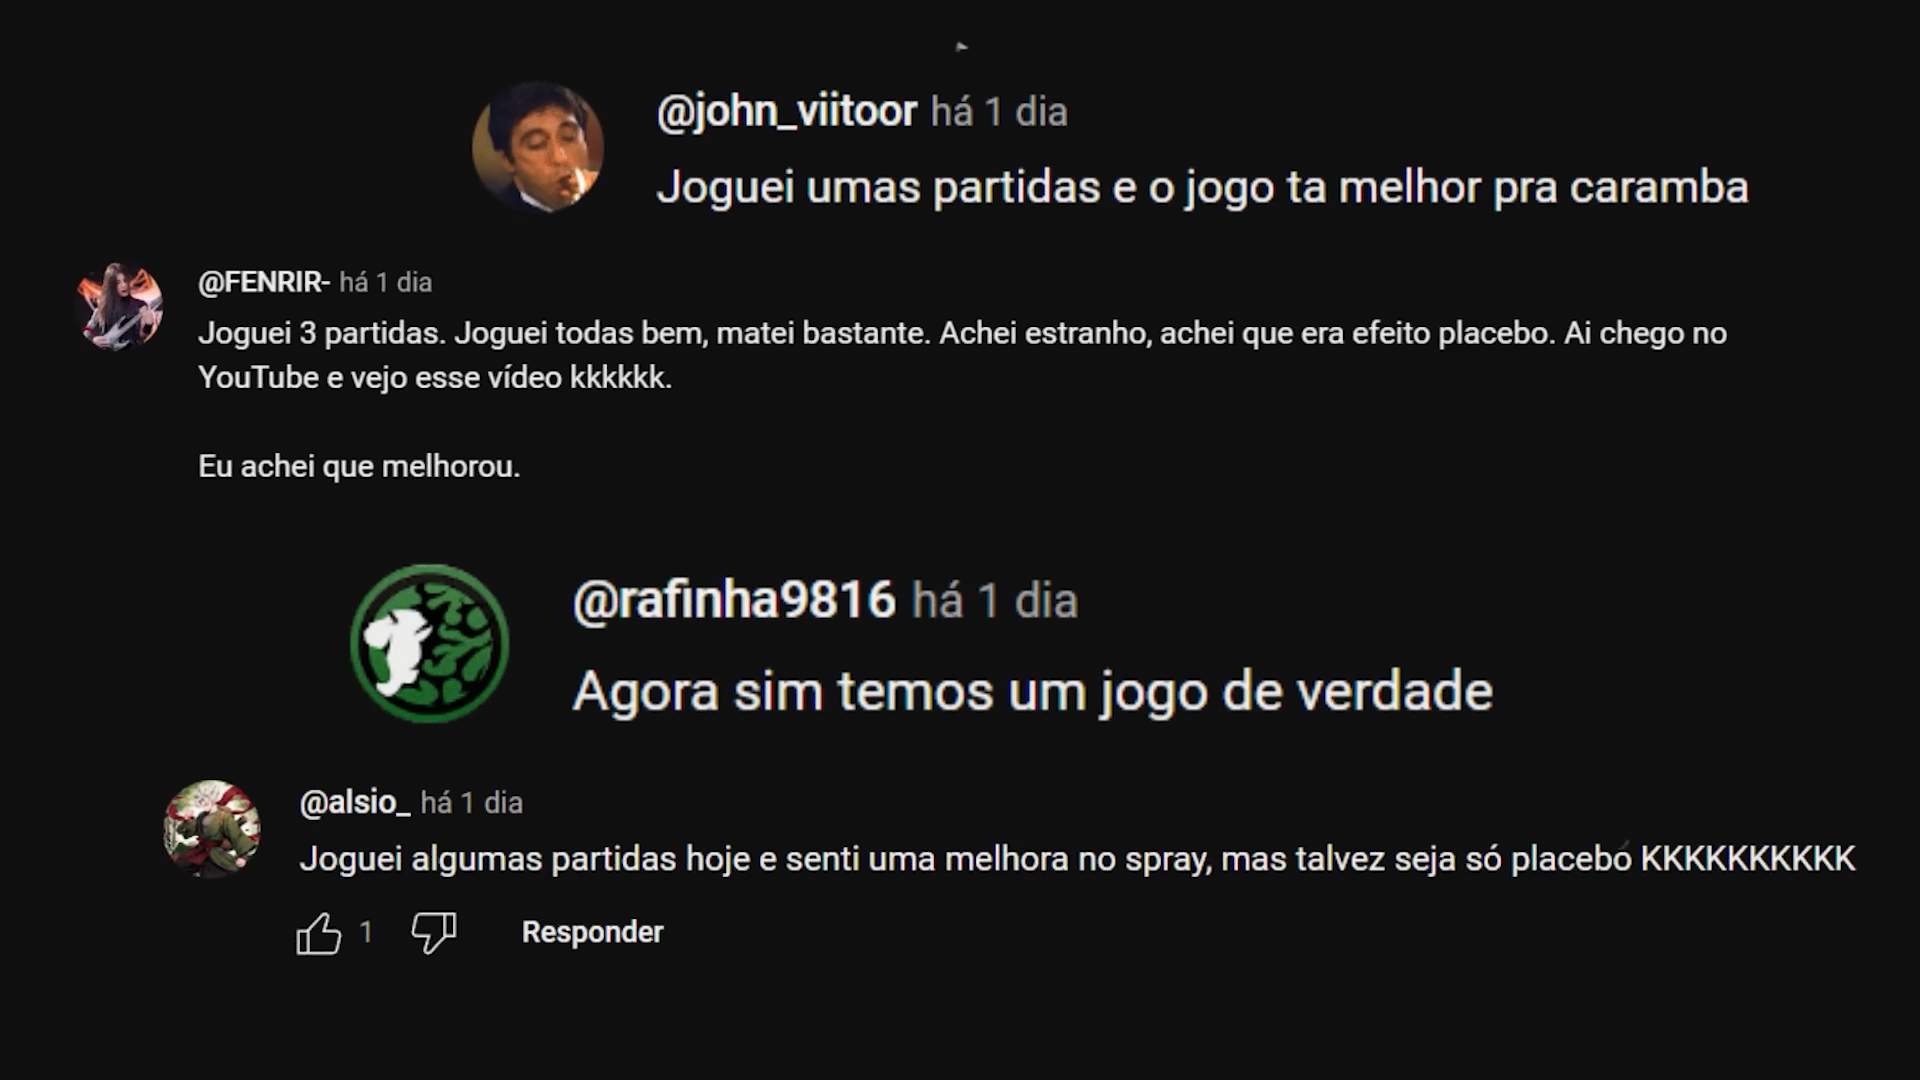 @john_viitoor há 1 dia
Joguei umas partidas e o jogo ta melhor pra caramba
@FENRIR- há 1 dia
Joguei 3 partidas. Joguei todas bem, matei bastante. Achei estranho, achei que era efeito placebo. Ai chego no
YouTube e vejo esse vídeo kkkkkk.
Eu achei que melhorou.
@rafinha9816 há 1 dia
Agora sim temos um jogo de verdade
@alsio_ há 1 dia
Joguei algumas partidas hoje e senti uma melhora no spray, mas talvez seja só placebo KKKKKKKKKK
1 Responder